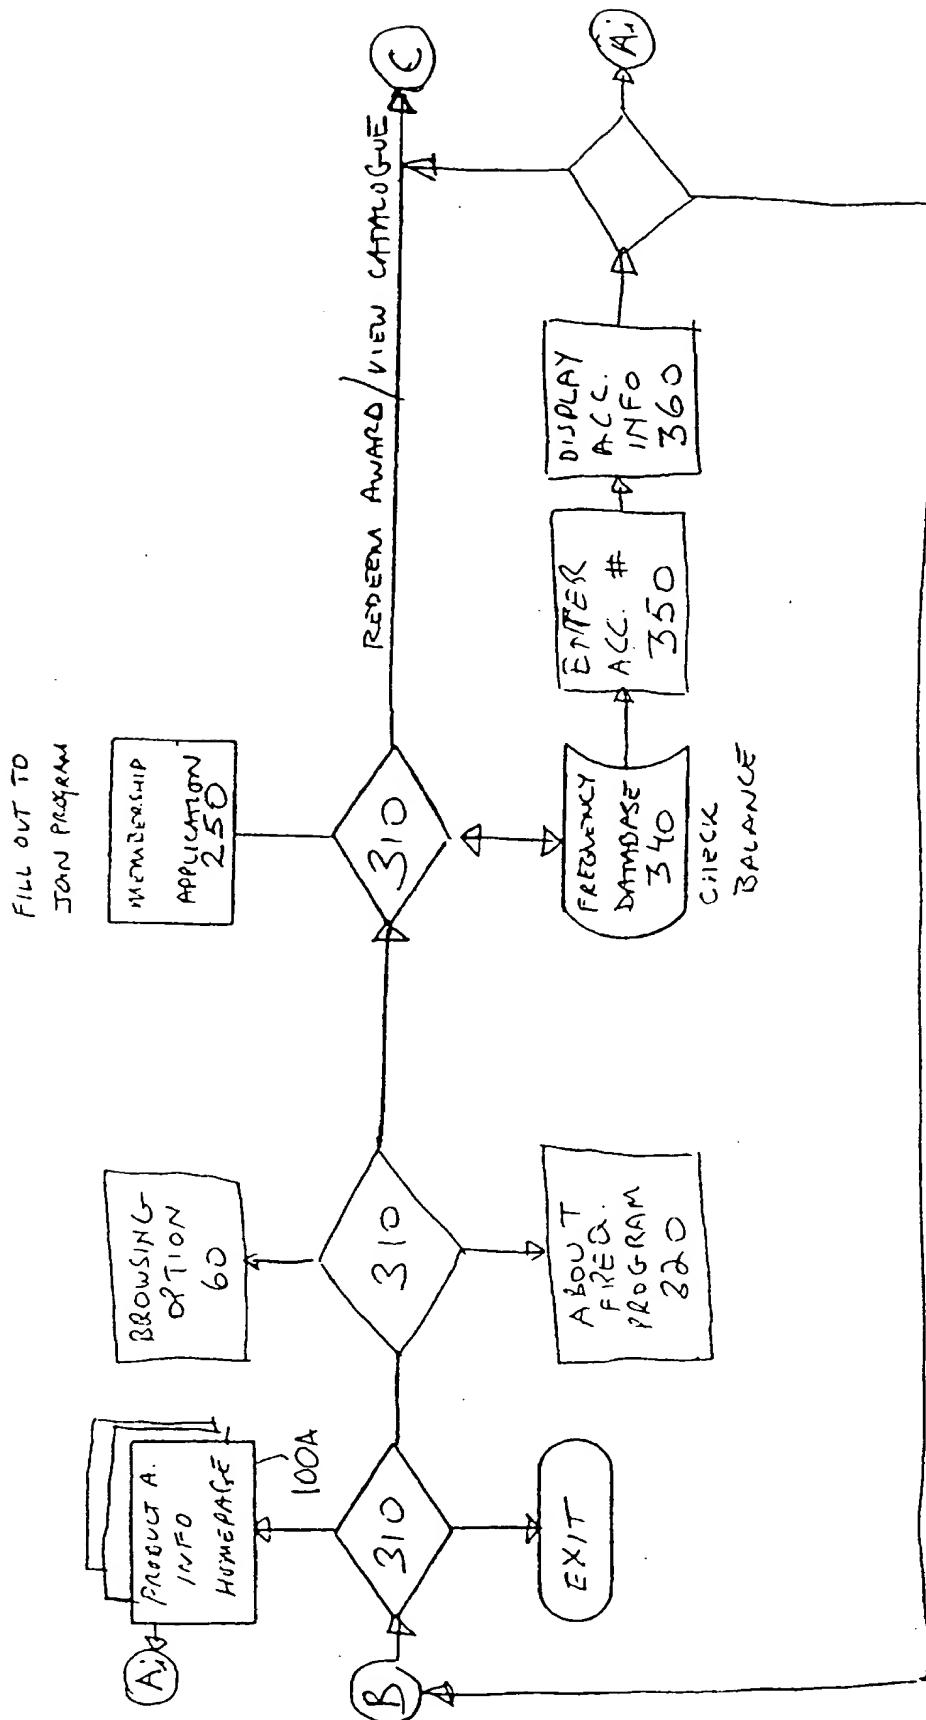 FILL OUT TO
JOIN PROGRAM
Ai
PRODUCT A.
INFO
HOMEPAGE
100A
BROWSING
OPTION
60
MEMBERSHIP
APPLICATION
250
B
310
310
310
REDEEM AWARD/VIEW CATALOGUE
C
EXIT
ABOUT
FREQ.
PROGRAM
320
FREQUENCY
DATABASE
340
CHECK
BALANCE
ENTER
ACC. #
350
DISPLAY
ACC.
INFO
360
Ai